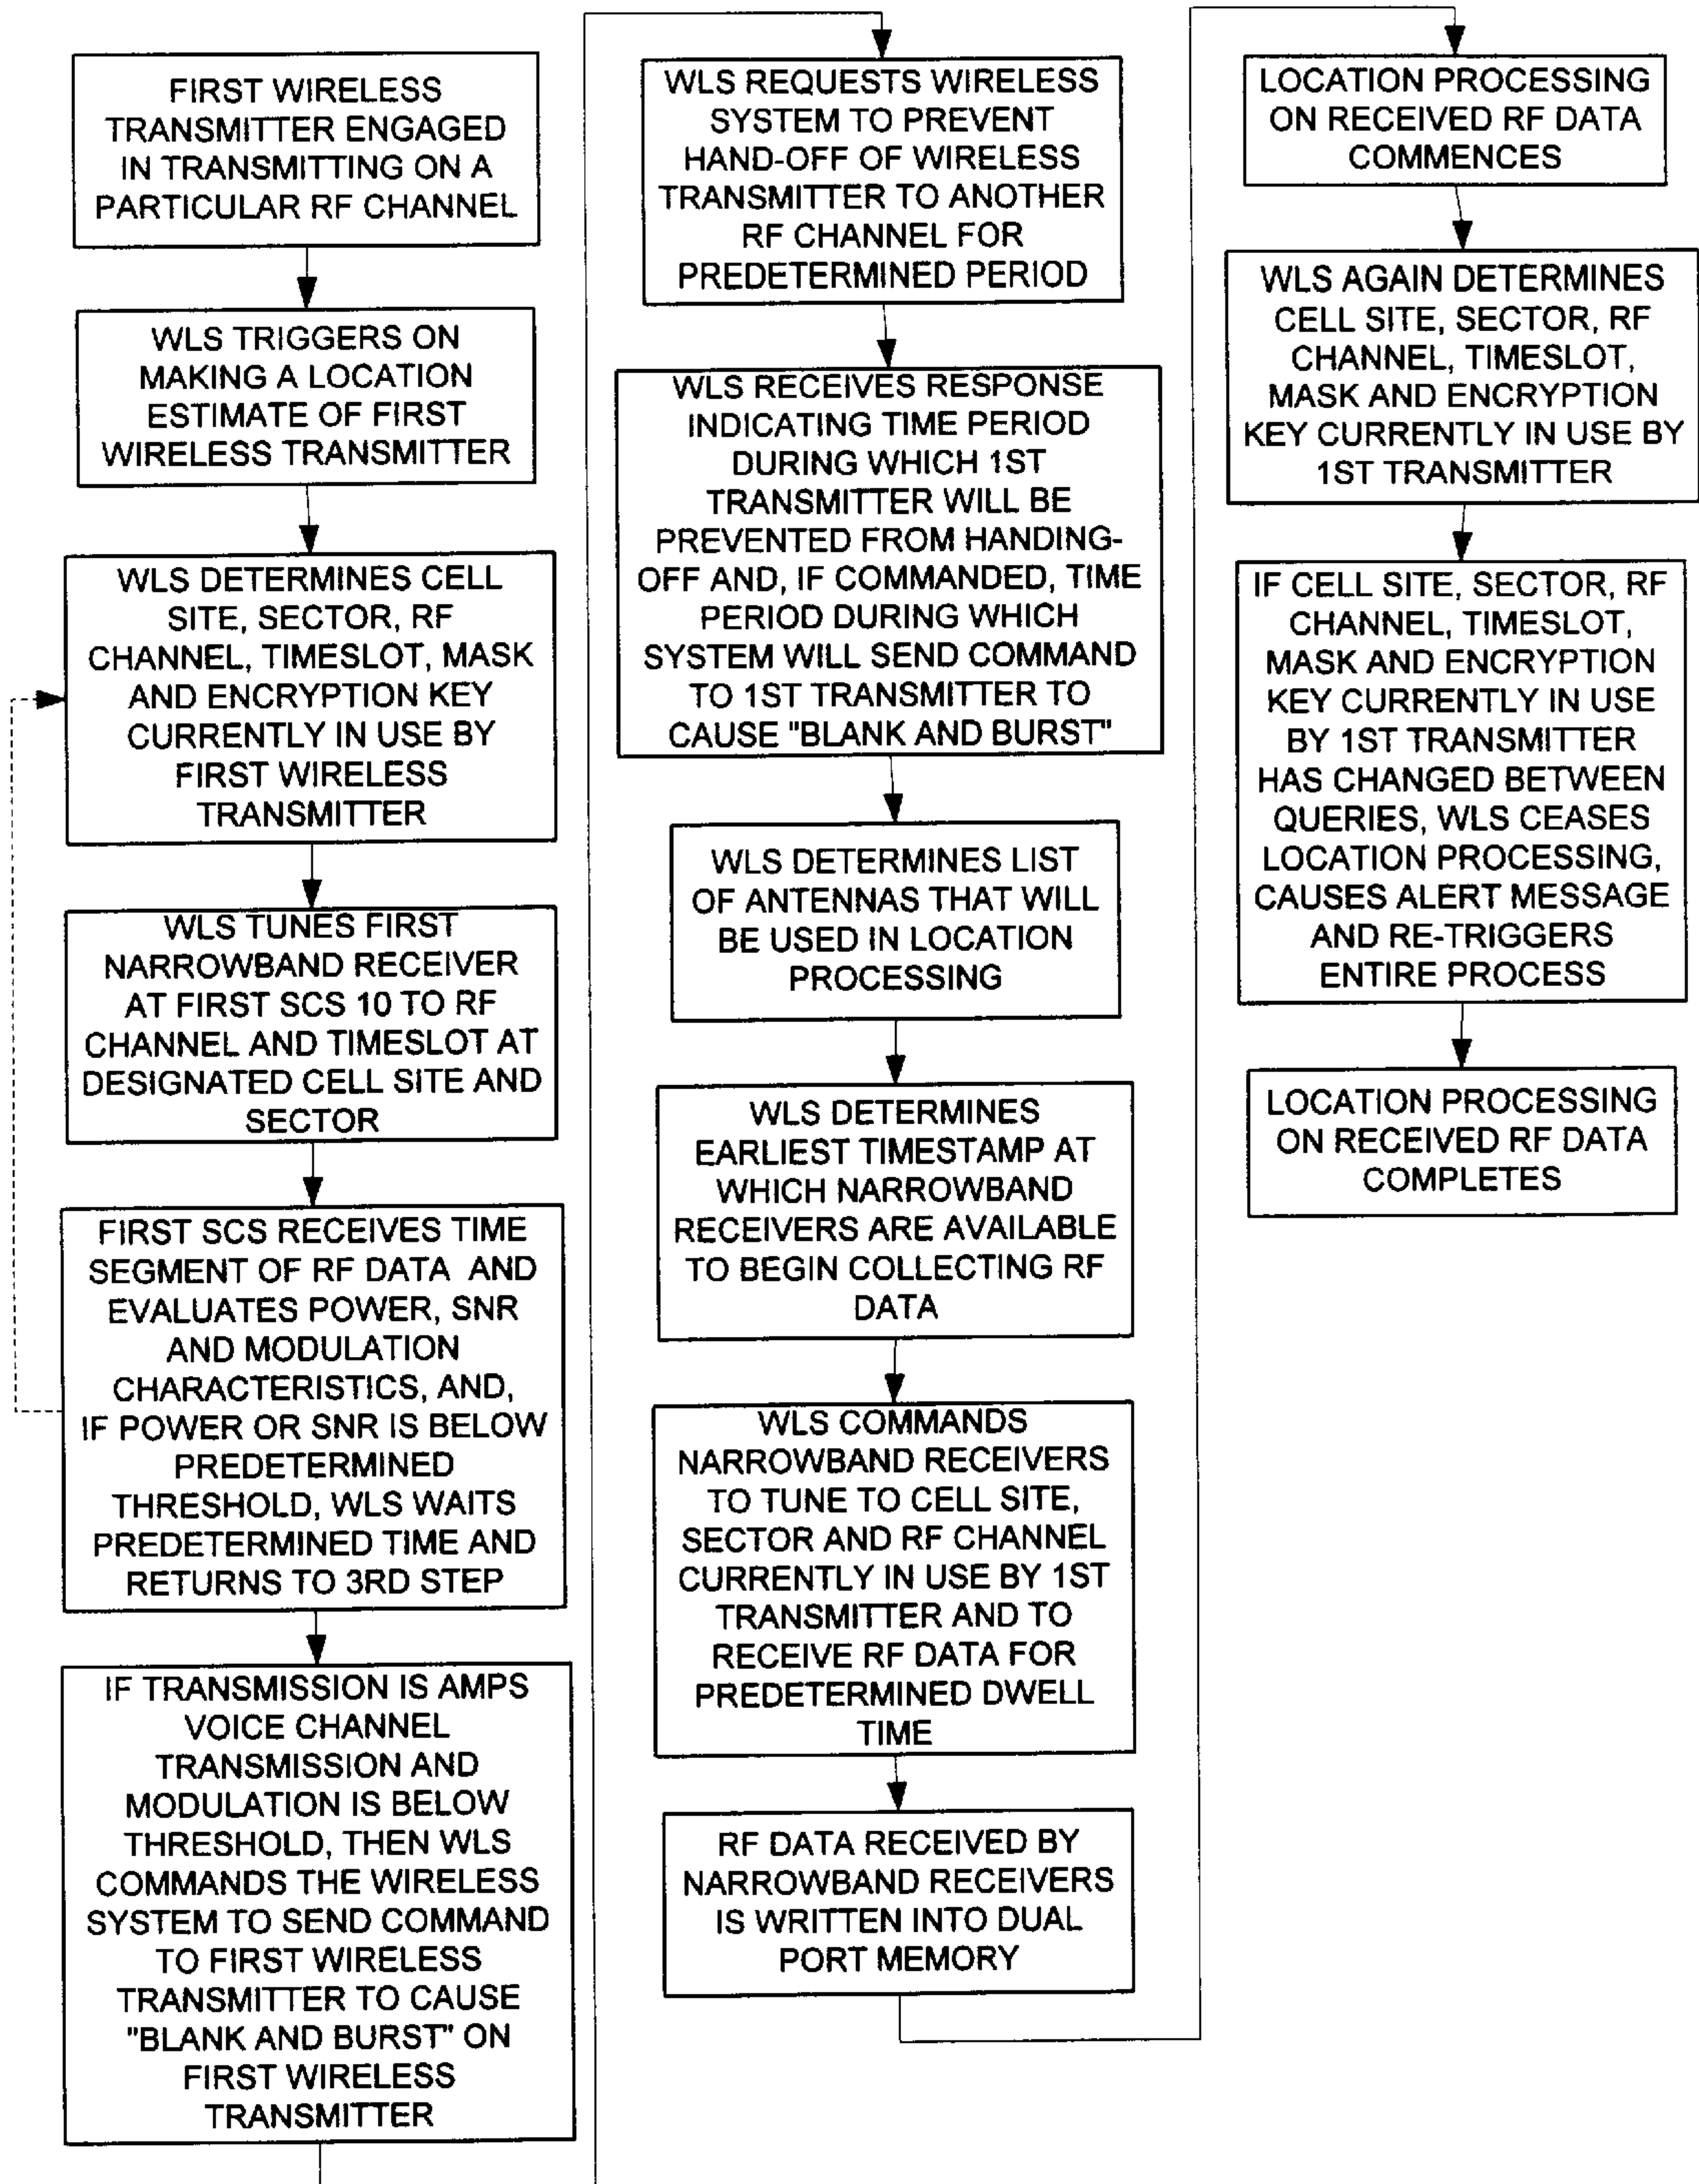 FIRST WIRELESS
TRANSMITTER ENGAGED
IN TRANSMITTING ON A
PARTICULAR RF CHANNEL
WLS TRIGGERS ON
MAKING A LOCATION
ESTIMATE OF FIRST
WIRELESS TRANSMITTER
WLS DETERMINES CELL
SITE, SECTOR, RF
CHANNEL, TIMESLOT, MASK
AND ENCRYPTION KEY
CURRENTLY IN USE BY
FIRST WIRELESS
TRANSMITTER
WLS TUNES FIRST
NARROWBAND RECEIVER
AT FIRST SCS 10 TO RF
CHANNEL AND TIMESLOT AT
DESIGNATED CELL SITE AND
SECTOR
FIRST SCS RECEIVES TIME
SEGMENT OF RF DATA AND
EVALUATES POWER, SNR
AND MODULATION
CHARACTERISTICS, AND,
IF POWER OR SNR IS BELOW
PREDETERMINED
THRESHOLD, WLS WAITS
PREDETERMINED TIME AND
RETURNS TO 3RD STEP
IF TRANSMISSION IS AMPS
VOICE CHANNEL
TRANSMISSION AND
MODULATION IS BELOW
THRESHOLD, THEN WLS
COMMANDS THE WIRELESS
SYSTEM TO SEND COMMAND
TO FIRST WIRELESS
TRANSMITTER TO CAUSE
"BLANK AND BURST" ON
FIRST WIRELESS
TRANSMITTER
WLS REQUESTS WIRELESS
SYSTEM TO PREVENT
HAND-OFF OF WIRELESS
TRANSMITTER TO ANOTHER
RF CHANNEL FOR
PREDETERMINED PERIOD
WLS RECEIVES RESPONSE
INDICATING TIME PERIOD
DURING WHICH 1ST
TRANSMITTER WILL BE
PREVENTED FROM HANDING-
OFF AND, IF COMMANDED, TIME
PERIOD DURING WHICH
SYSTEM WILL SEND COMMAND
TO 1ST TRANSMITTER TO
CAUSE "BLANK AND BURST"
WLS DETERMINES LIST
OF ANTENNAS THAT WILL
BE USED IN LOCATION
PROCESSING
WLS DETERMINES
EARLIEST TIMESTAMP AT
WHICH NARROWBAND
RECEIVERS ARE AVAILABLE
TO BEGIN COLLECTING RF
DATA
WLS COMMANDS
NARROWBAND RECEIVERS
TO TUNE TO CELL SITE,
SECTOR AND RF CHANNEL
CURRENTLY IN USE BY 1ST
TRANSMITTER AND TO
RECEIVE RF DATA FOR
PREDETERMINED DWELL
TIME
RF DATA RECEIVED BY
NARROWBAND RECEIVERS
IS WRITTEN INTO DUAL
PORT MEMORY
LOCATION PROCESSING
ON RECEIVED RF DATA
COMMENCES
WLS AGAIN DETERMINES
CELL SITE, SECTOR, RF
CHANNEL, TIMESLOT,
MASK AND ENCRYPTION
KEY CURRENTLY IN USE BY
1ST TRANSMITTER
IF CELL SITE, SECTOR, RF
CHANNEL, TIMESLOT,
MASK AND ENCRYPTION
KEY CURRENTLY IN USE
BY 1ST TRANSMITTER
HAS CHANGED BETWEEN
QUERIES, WLS CEASES
LOCATION PROCESSING,
CAUSES ALERT MESSAGE
AND RE-TRIGGERS
ENTIRE PROCESS
LOCATION PROCESSING
ON RECEIVED RF DATA
COMPLETES